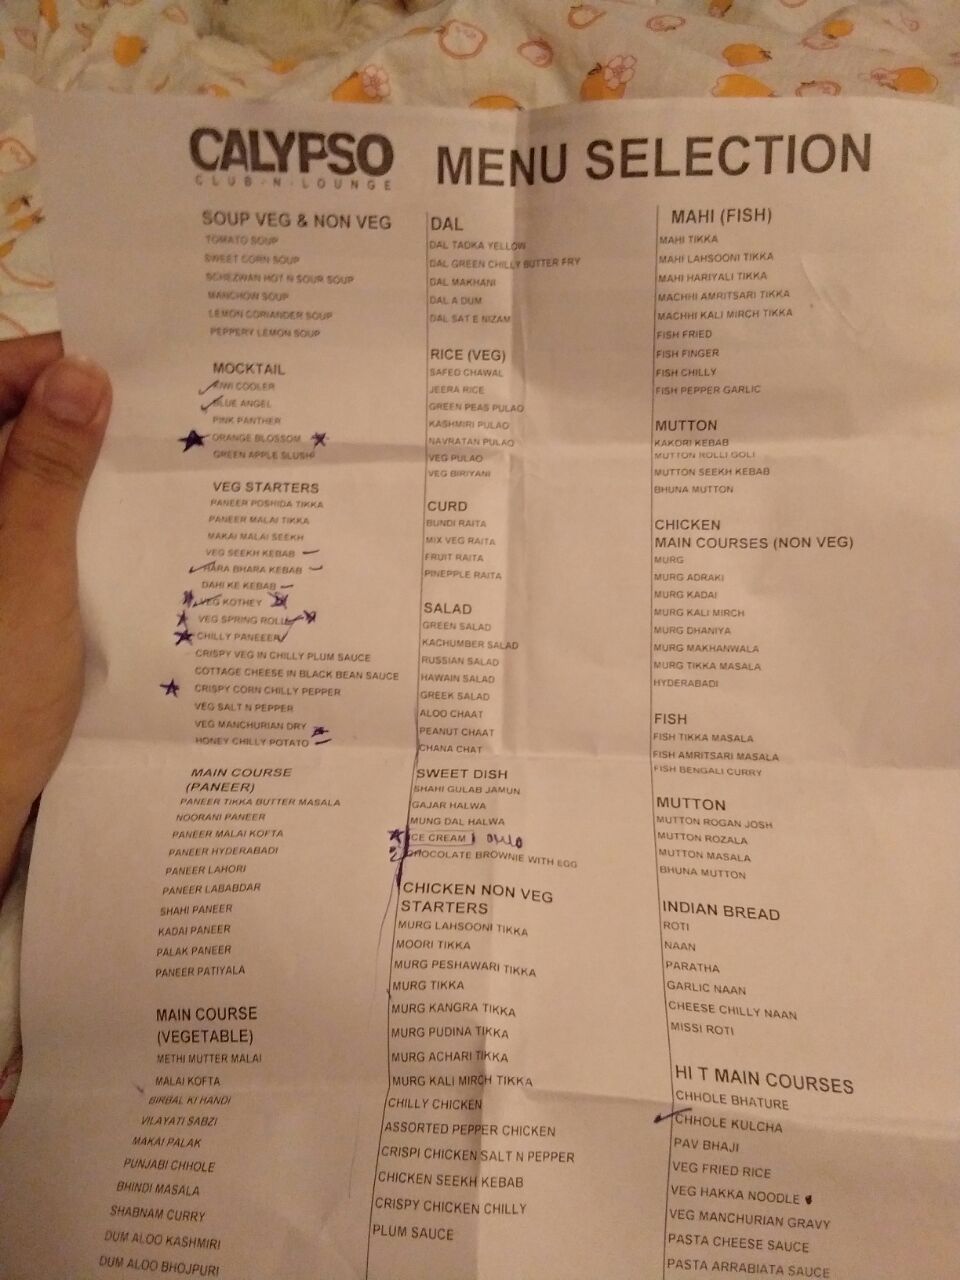 CALYPSO
CLUB-N-LOUNGE
MENU SELECTION
SOUP VEG & NON VEG
TOMATO SOUP
SWEET CORN SOUP
SCHEZWAN HOT N SOUR SOUP
MANCHOW SOUP
LEMON CORIANDER SOUP
PEPPERY LEMON SOUP
MOCKTAIL
KIWI COOLER
BLUE ANGEL
PINK PANTHER
ORANGE BLOSSOM
GREEN APPLE SLUSH
VEG STARTERS
PANEER POSHIDA TIKKA
PANEER MALAI TIKKA
MAKAI MALAI SEEKH
VEG SEEKH KEBAB
HARA BHARA KEBAB
DAHI KE KEBAB
VEG KOTHEY
VEG SPRING ROLL
CHILLY PANEEER
CRISPY VEG IN CHILLY PLUM SAUCE
COTTAGE CHEESE IN BLACK BEAN SAUCE
CRISPY CORN CHILLY PEPPER
VEG SALT N PEPPER
VEG MANCHURIAN DRY
HONEY CHILLY POTATO
MAIN COURSE
(PANEER)
PANEER TIKKA BUTTER MASALA
NOORANI PANEER
PANEER MALAI KOFTA
PANEER HYDERABADI
PANEER LAHORI
PANEER LABABDAR
SHAHI PANEER
KADAI PANEER
PALAK PANEER
PANEER PATIYALA
MAIN COURSE
(VEGETABLE)
METHI MUTTER MALAI
MALAI KOFTA
BIRBAL KI HANDI
VILAYATI SABZI
MAKAI PALAK
PUNJABI CHHOLE
BHINDI MASALA
SHABNAM CURRY
DUM ALOO KASHMIRI
DUM ALOO BHOJPURI
DAL
DAL TADKA YELLOW
DAL GREEN CHILLY BUTTER FRY
DAL MAKHANI
DAL A DUM
DAL SAT E NIZAM
RICE (VEG)
SAFED CHAWAL
JEERA RICE
GREEN PEAS PULAO
KASHMIRI PULAO
NAVRATAN PULAO
VEG PULAO
VEG BIRIYANI
CURD
BUNDI RAITA
MIX VEG RAITA
FRUIT RAITA
PINEPPLE RAITA
SALAD
GREEN SALAD
KACHUMBER SALAD
RUSSIAN SALAD
HAWAIN SALAD
GREEK SALAD
ALOO CHAAT
PEANUT CHAAT
CHANA CHAT
SWEET DISH
SHAHI GULAB JAMUN
GAJAR HALWA
MUNG DAL HALWA
ICE CREAM
CHOCOLATE BROWNIE WITH EGG
CHICKEN NON VEG
STARTERS
MURG LAHSOONI TIKKA
MOORI TIKKA
MURG PESHAWARI TIKKA
MURG TIKKA
MURG KANGRA TIKKA
MURG PUDINA TIKKA
MURG ACHARI TIKKA
MURG KALI MIRCH TIKKA
CHILLY CHICKEN
ASSORTED PEPPER CHICKEN
CRISPI CHICKEN SALT N PEPPER
CHICKEN SEEKH KEBAB
CRISPY CHICKEN CHILLY
PLUM SAUCE
MAHI (FISH)
MAHI TIKKA
MAHI LAHSOONI TIKKA
MAHI HARIYALI TIKKA
MACHHI AMRITSARI TIKKA
MACHHI KALI MIRCH TIKKA
FISH FRIED
FISH FINGER
FISH CHILLY
FISH PEPPER GARLIC
MUTTON
KAKORI KEBAB
MUTTON ROLLI GOLI
MUTTON SEEKH KEBAB
BHUNA MUTTON
CHICKEN
MAIN COURSES (NON VEG)
MURG
MURG ADRAKI
MURG KADAI
MURG KALI MIRCH
MURG DHANIYA
MURG MAKHANWALA
MURG TIKKA MASALA
HYDERABADI
FISH
FISH TIKKA MASALA
FISH AMRITSARI MASALA
FISH BENGALI CURRY
MUTTON
MUTTON ROGAN JOSH
MUTTON ROZALA
MUTTON MASALA
BHUNA MUTTON
INDIAN BREAD
ROTI
NAAN
PARATHA
GARLIC NAAN
CHEESE CHILLY NAAN
MISSI ROTI
HI T MAIN COURSES
CHHOLE BHATURE
CHHOLE KULCHA
PAV BHAJI
VEG FRIED RICE
VEG HAKKA NOODLE
VEG MANCHURIAN GRAVY
PASTA CHEESE SAUCE
PASTA ARRABIATA SAUCE